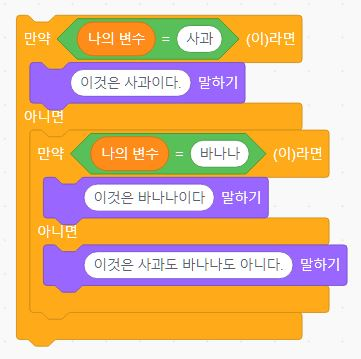 만약 나의 변수 = 사과 (이)라면
이것은 사과이다. 말하기
아니면
만약 나의 변수 = 바나나 (이)라면
이것은 바나나이다 말하기
아니면
이것은 사과도 바나나도 아니다. 말하기